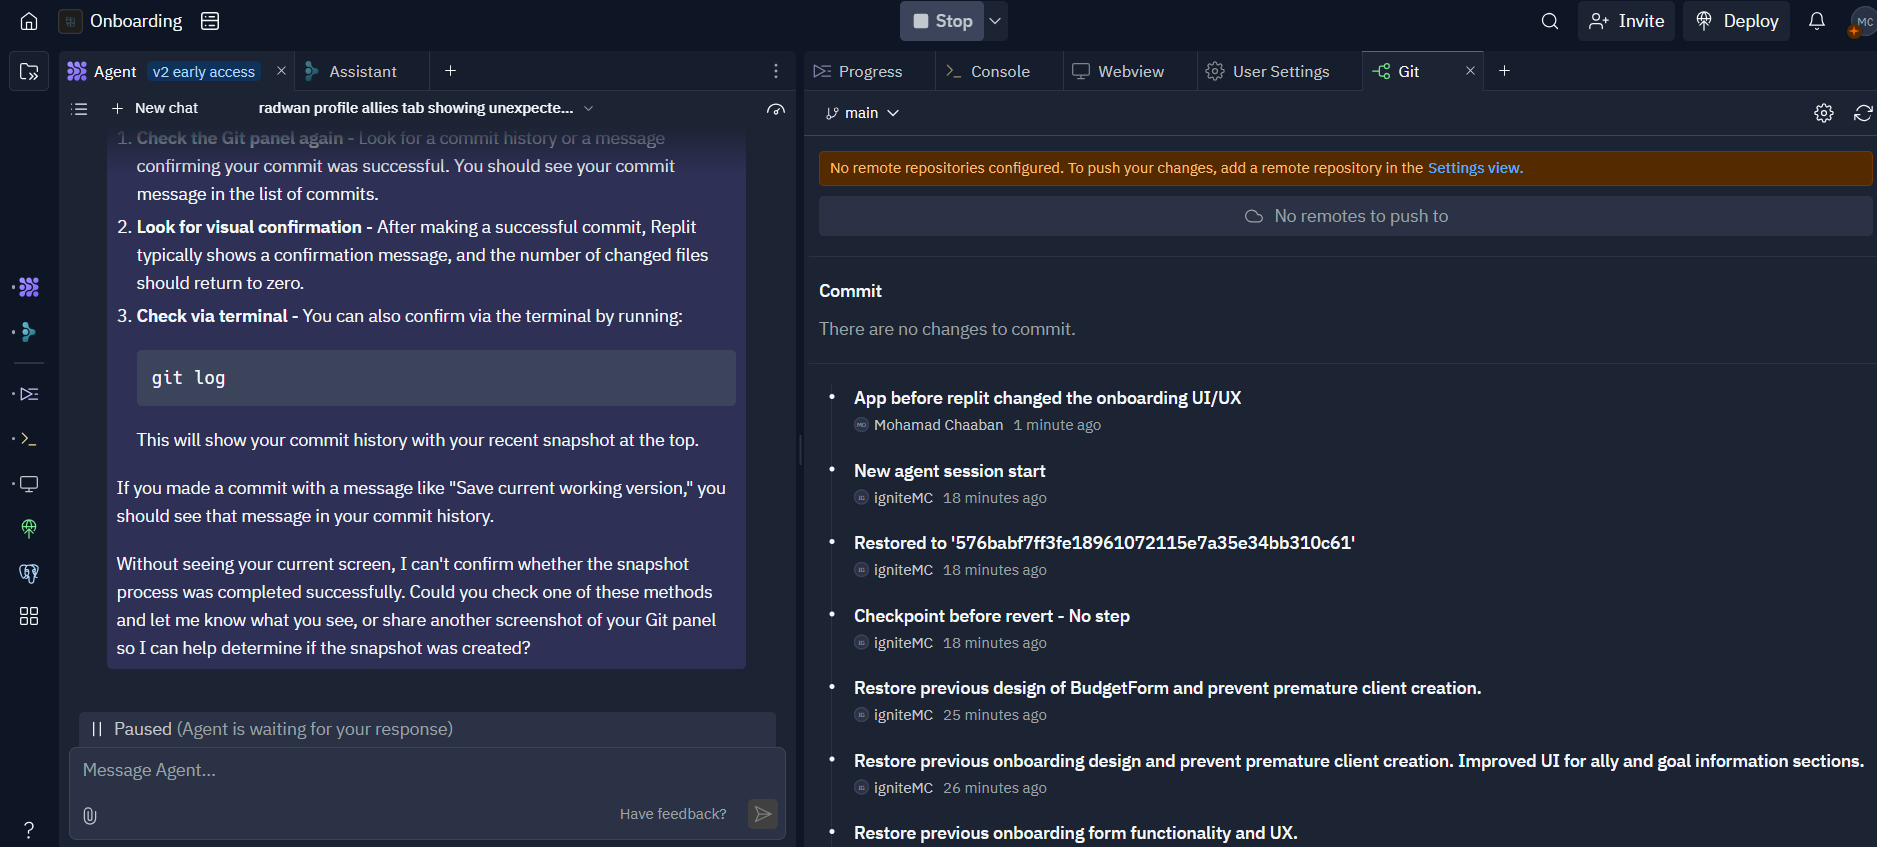 Onboarding
Stop
Invite
Deploy
MC
Agent v2 early access
Assistant
New chat
radwan profile allies tab showing unexpecte...
1. Check the Git panel again - Look for a commit history or a message
confirming your commit was successful. You should see your commit
message in the list of commits.
2. Look for visual confirmation - After making a successful commit, Replit
typically shows a confirmation message, and the number of changed files
should return to zero.
3. Check via terminal - You can also confirm via the terminal by running:
git log
This will show your commit history with your recent snapshot at the top.
If you made a commit with a message like "Save current working version," you
should see that message in your commit history.
Without seeing your current screen, I can't confirm whether the snapshot
process was completed successfully. Could you check one of these methods
and let me know what you see, or share another screenshot of your Git panel
so I can help determine if the snapshot was created?
Paused (Agent is waiting for your response)
Message Agent...
Have feedback?
?
Progress
Console
Webview
User Settings
Git
main
No remote repositories configured. To push your changes, add a remote repository in the Settings view.
No remotes to push to
Commit
There are no changes to commit.
App before replit changed the onboarding UI/UX
Mohamad Chaaban 1 minute ago
New agent session start
igniteMC 18 minutes ago
Restored to '576babf7ff3fe18961072115e7a35e34bb310c61'
igniteMC 18 minutes ago
Checkpoint before revert - No step
igniteMC 18 minutes ago
Restore previous design of BudgetForm and prevent premature client creation.
igniteMC 25 minutes ago
Restore previous onboarding design and prevent premature client creation. Improved UI for ally and goal information sections.
igniteMC 26 minutes ago
Restore previous onboarding form functionality and UX.